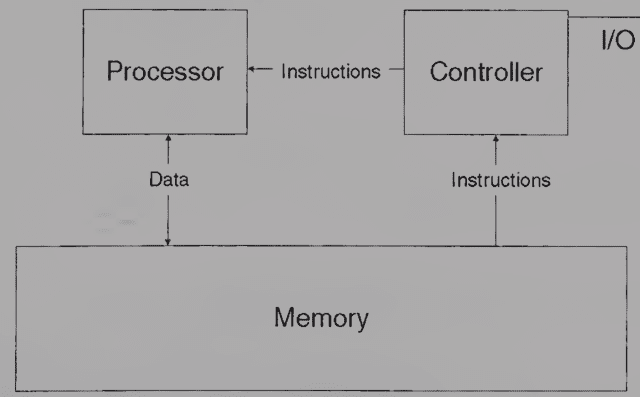 Processor
Instructions
Controller
I/O
Data
Instructions
Memory